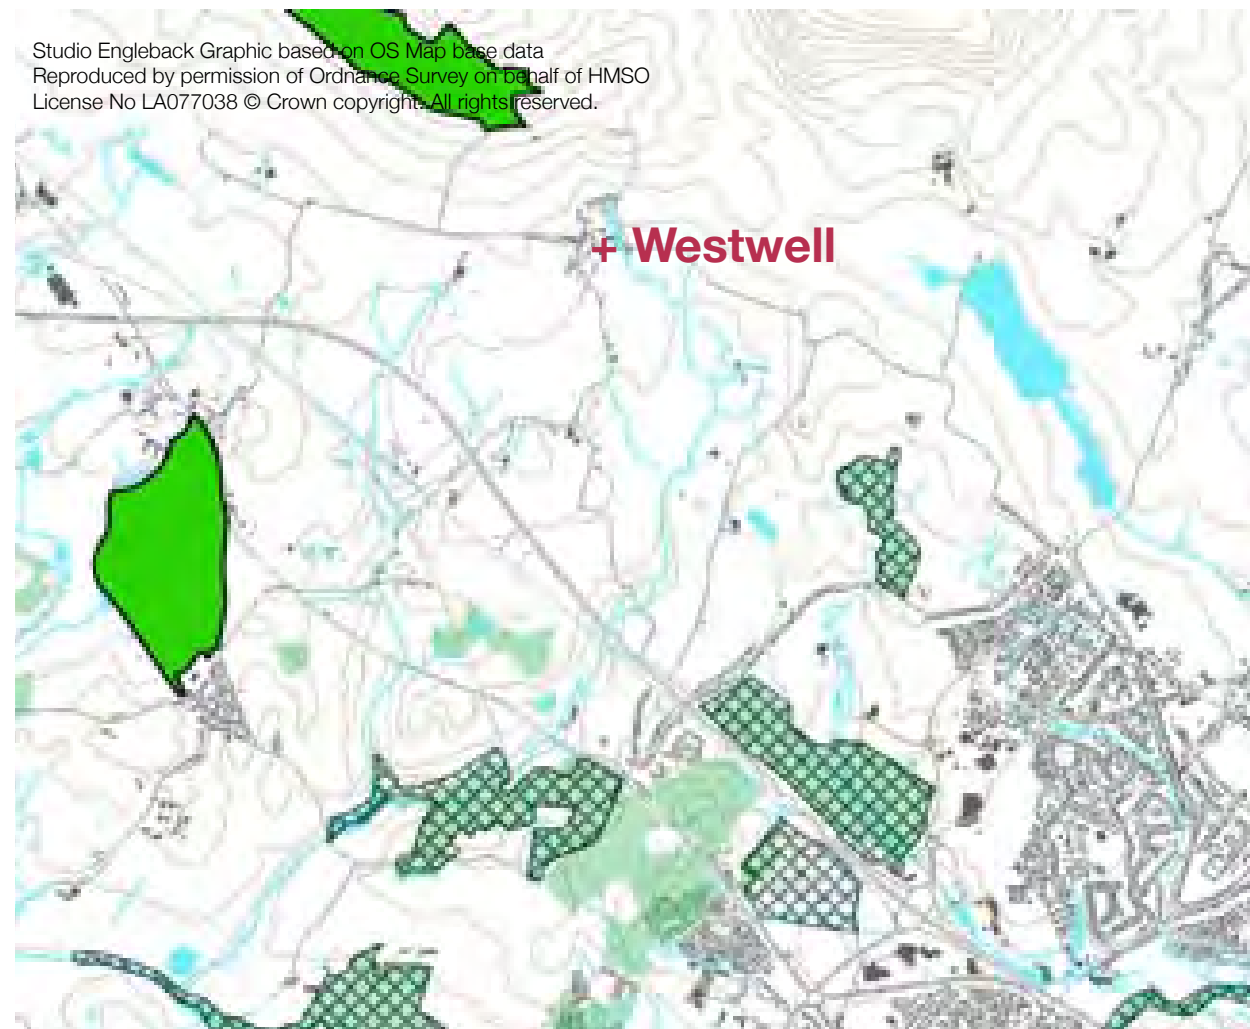 Studio Engleback Graphic based on OS Map base data
Reproduced by permission of Ordnance Survey on behalf of HMSO
License No LA077038 © Crown copyright. All rights reserved.
+ Westwell